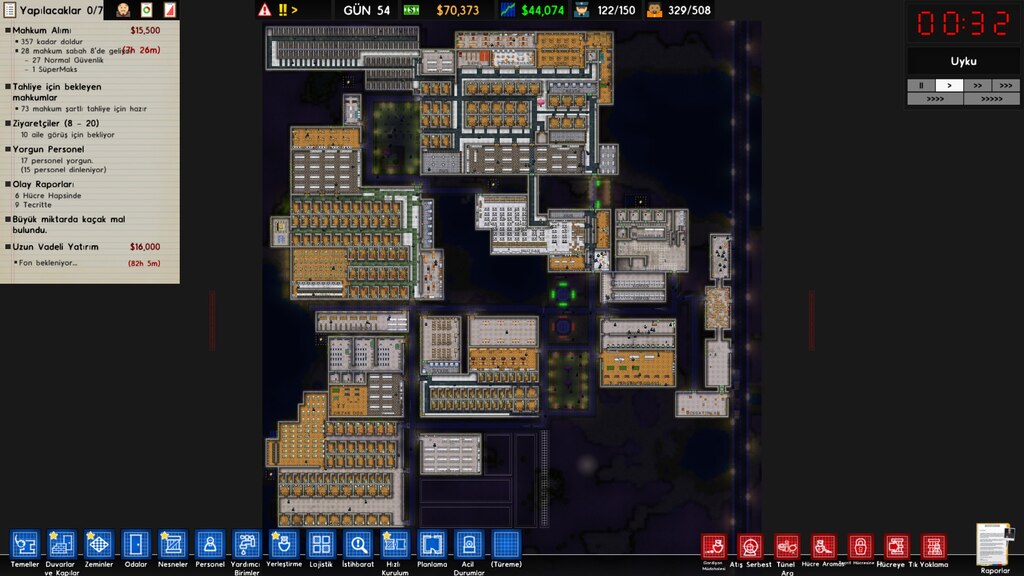 Yapılacaklar 0/7
!! >
GÜN 54
$70,373
$44,074
122/150
329/508
00:32
Uyku
Mahkum Alımı $15,500
357 kadar doldur
28 mahkum sabah 8'de geliyor (7h 26m)
- 27 Normal Güvenlik
- 1 SüperMaks
Tahliye için bekleyen
mahkumlar
73 mahkum şartlı tahliye için hazır
Ziyaretçiler (8 - 20)
10 aile görüş için bekliyor
Yorgun Personel
17 personel yorgun.
(15 personel dinleniyor)
Olay Raporları
6 Hücre Hapsinde
9 Tecritte
Büyük miktarda kaçak mal
bulundu.
Uzun Vadeli Yatırım $16,000
Fon bekleniyor... (82h 5m)
II > >> >>>
>>>> >>>>>
Temeller
Duvarlar
ve Kapılar
Zeminler
Odalar
Nesneler
Personel
Yardımcı
Birimler
Yerleştirme
Lojistik
İstihbarat
Hızlı
Kurulum
Planlama
Acil
Durumlar
(Türeme)
Gardiyan
Müdahalesi
Atış Serbest
Tünel
Ara
Hücre Araması
Hücreye Tık
Yoklama
Raporlar